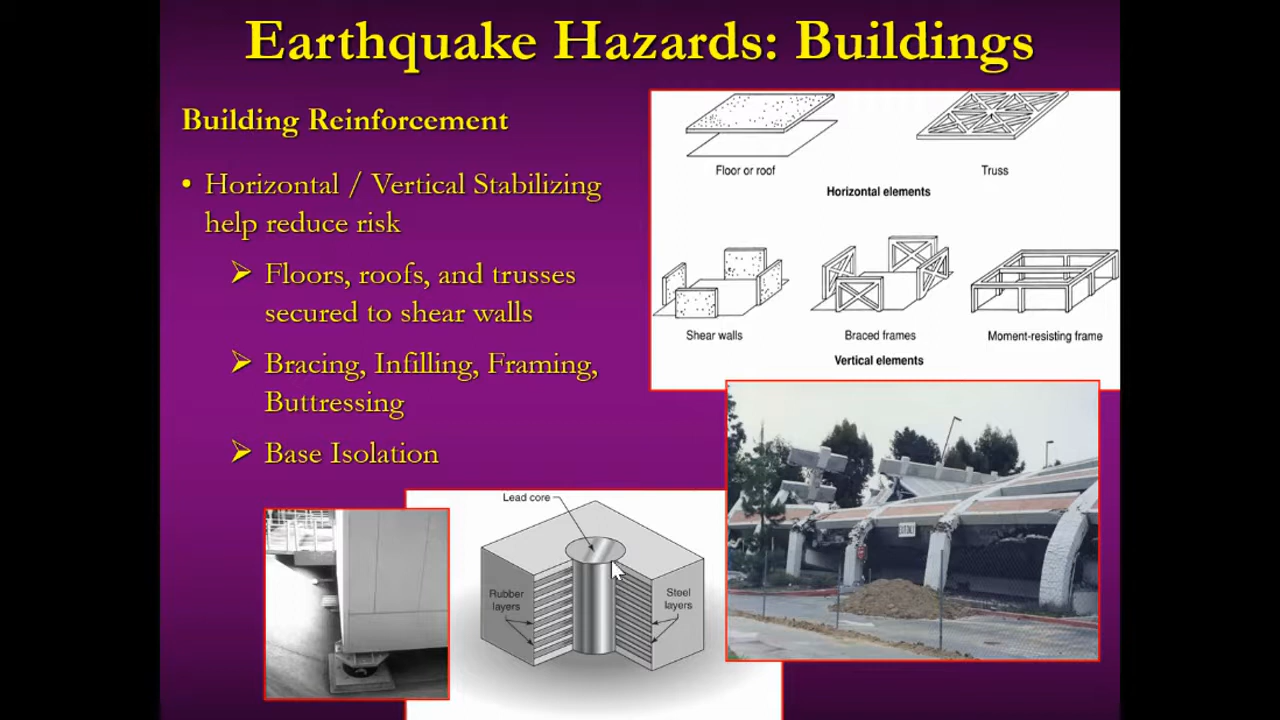 Earthquake Hazards: Buildings
Building Reinforcement
• Horizontal / Vertical Stabilizing
help reduce risk
➢ Floors, roofs, and trusses
secured to shear walls
➢ Bracing, Infilling, Framing,
Buttressing
➢ Base Isolation
Floor or roof
Truss
Horizontal elements
Shear walls
Braced frames
Moment-resisting frame
Vertical elements
Lead core
Rubber
layers
Steel
layers